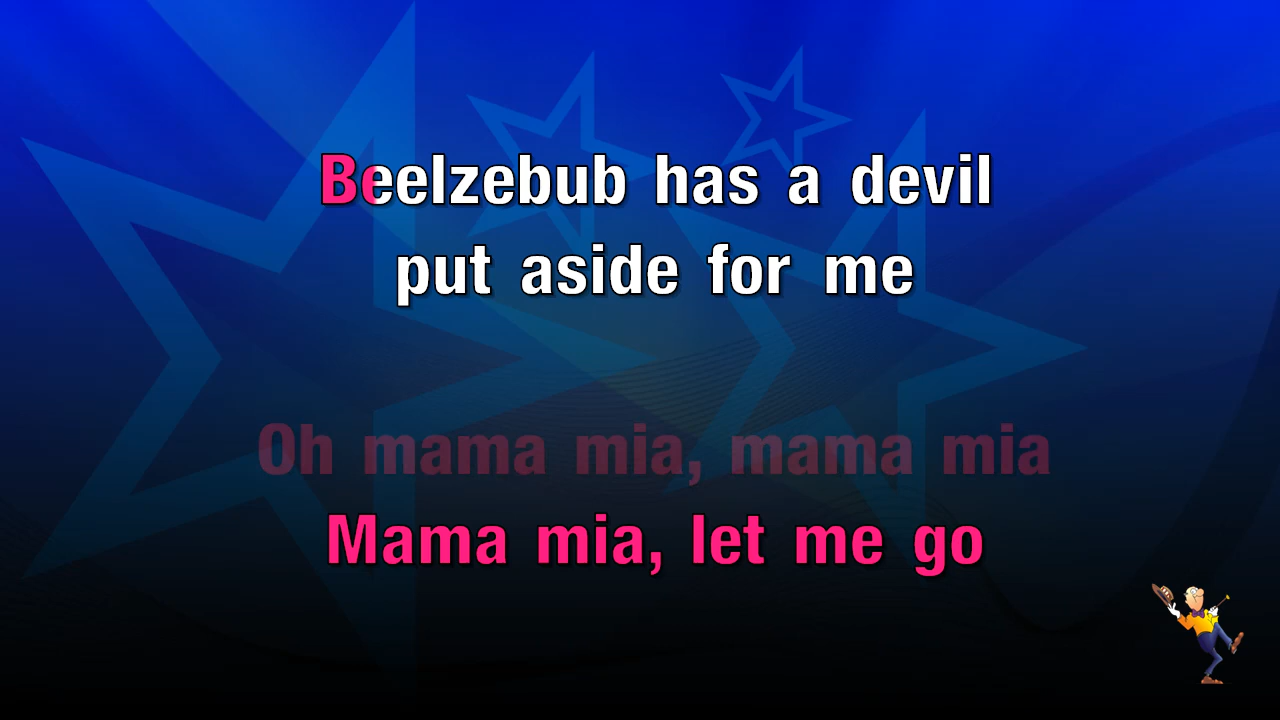 Beelzebub has a devil
put aside for me
Oh mama mia, mama mia
Mama mia, let me go